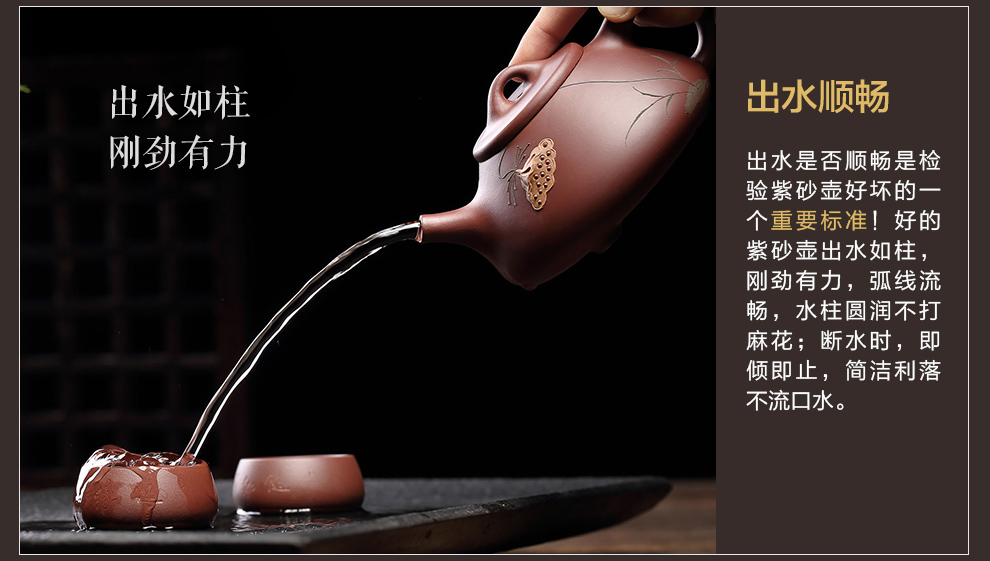 出水如柱
刚劲有力
出水顺畅
出水是否顺畅是检
验紫砂壶好坏的一
个重要标准！好的
紫砂壶出水如柱，
刚劲有力，弧线流
畅，水柱圆润不打
麻花；断水时，即
倾即止，简洁利落
不流口水。